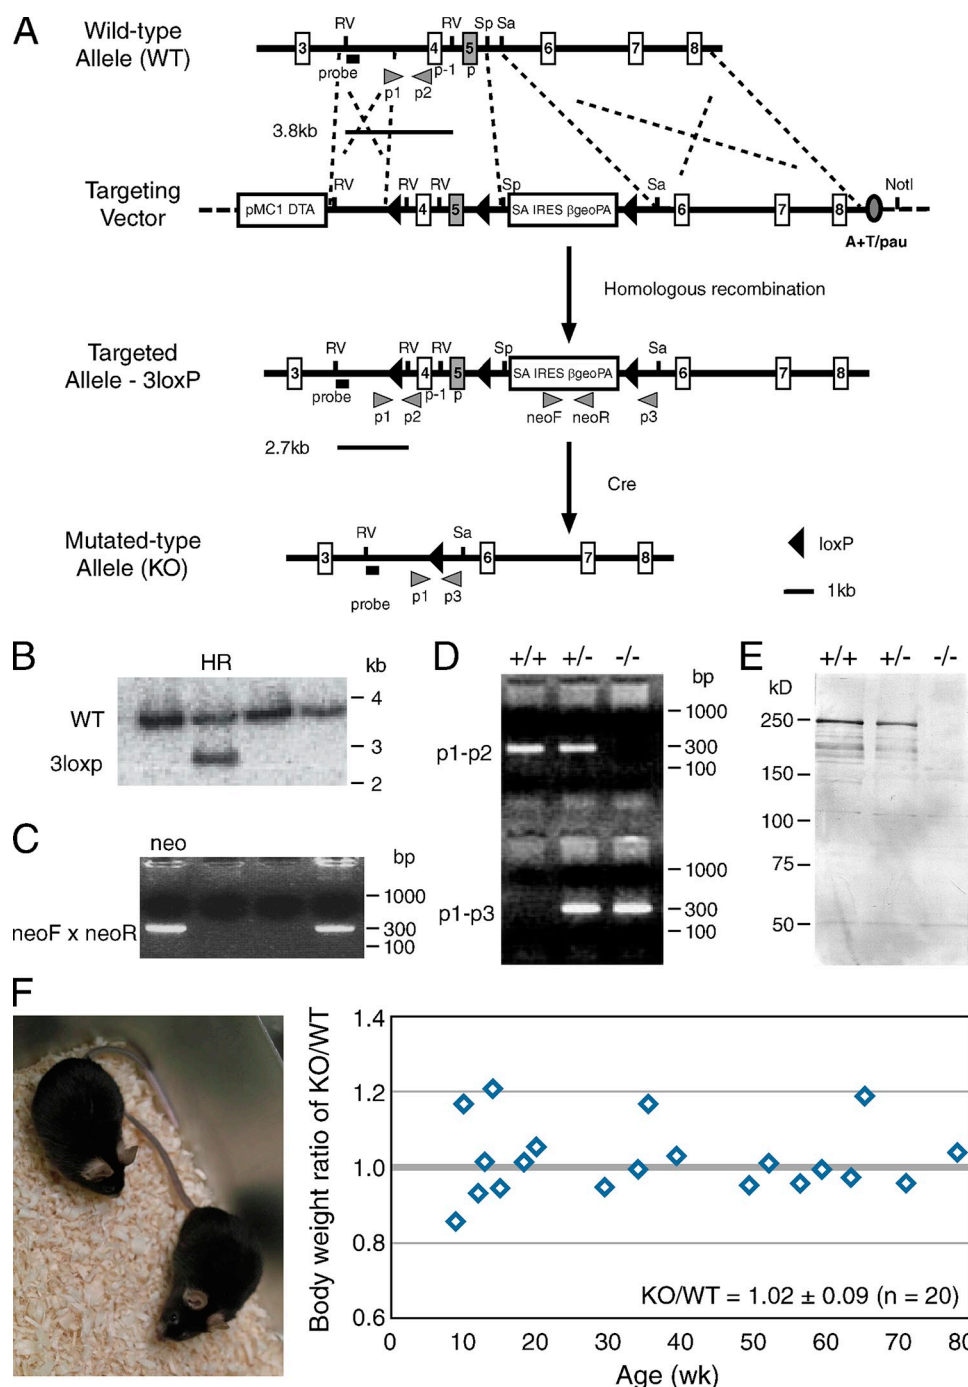 A
Wild-type
Allele (WT)
RV RV Sp Sa
3 4 5 6 7 8
probe p-1 p
p1 p2
3.8kb
Targeting
Vector
RV RV RV Sp Sa NotI
pMC1 DTA 4 5 SA IRES βgeoPA 6 7 8
A+T/pau
Homologous recombination
Targeted
Allele - 3loxP
RV RV RV Sp Sa
3 4 5 SA IRES βgeoPA 6 7 8
probe p-1 p
p1 p2 neoF neoR p3
2.7kb
Cre
Mutated-type
Allele (KO)
RV Sa
3 6 7 8
probe p1 p3
loxP
1kb
B
HR kb
WT
3loxp
4
3
2
C
neo bp
neoF x neoR
1000
300
100
D
+/+ +/- -/-
bp
1000
p1-p2 300
100
1000
p1-p3 300
100
E
+/+ +/- -/-
kD
250
150
100
75
50
F
Body weight ratio of KO/WT
1.4
1.2
1.0
0.8
0.6
KO/WT = 1.02 ± 0.09 (n = 20)
0 10 20 30 40 50 60 70 80
Age (wk)